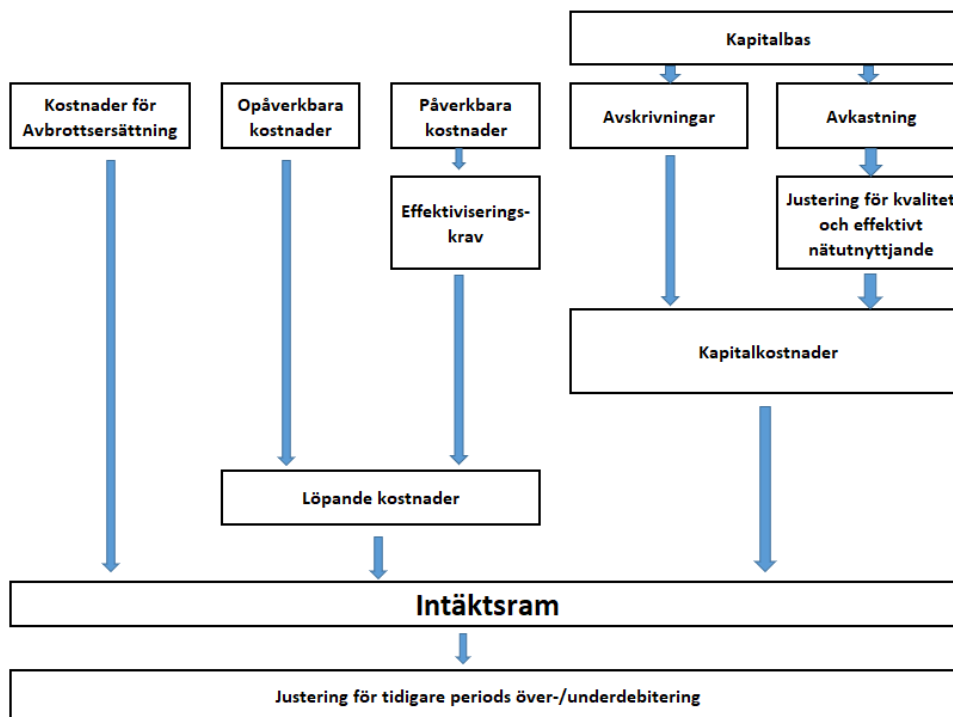 Kapitalbas
Kostnader för
Avbrottsersättning
Opåverkbara
kostnader
Påverkbara
kostnader
Avskrivningar
Avkastning
Effektiviserings-
krav
Justering för kvalitet
och effektivt
nätutnyttjande
Kapitalkostnader
Löpande kostnader
Intäktsram
Justering för tidigare periods över-/underdebitering